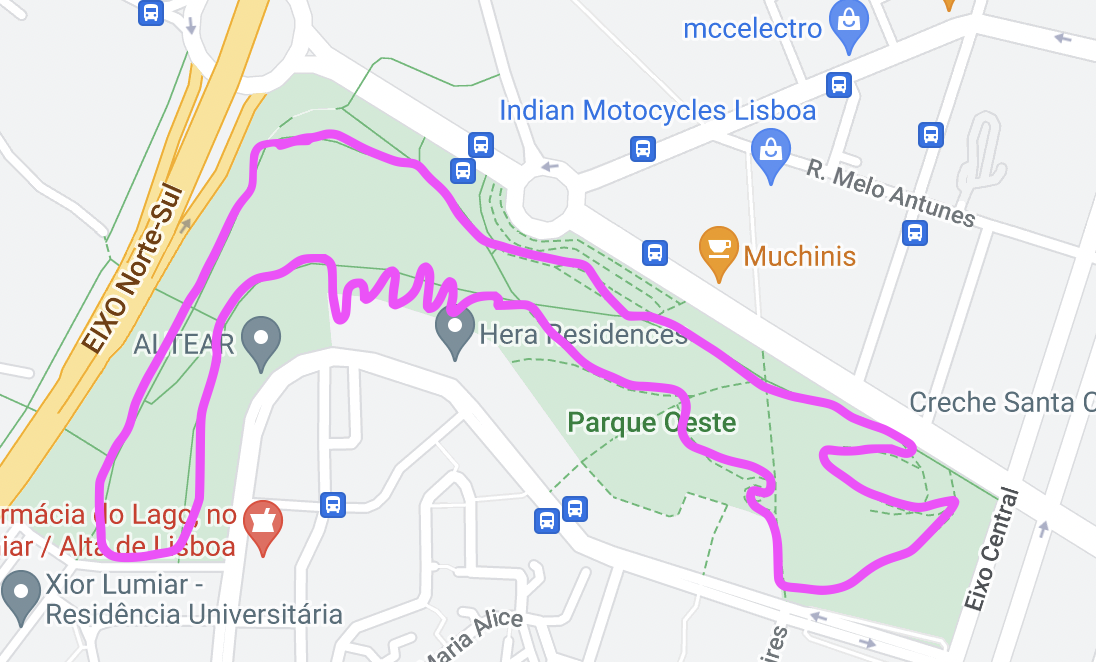 mccelectro
Indian Motocycles Lisboa
R. Melo Antunes
EIXO Norte-Sul
Muchinis
ALTEAR
Hera Residences
Creche Santa C
Parque Oeste
rmácia do Lago, no
iar / Alta de Lisboa
Eixo Central
Xior Lumiar -
Residência Universitária
Maria Alice
ires